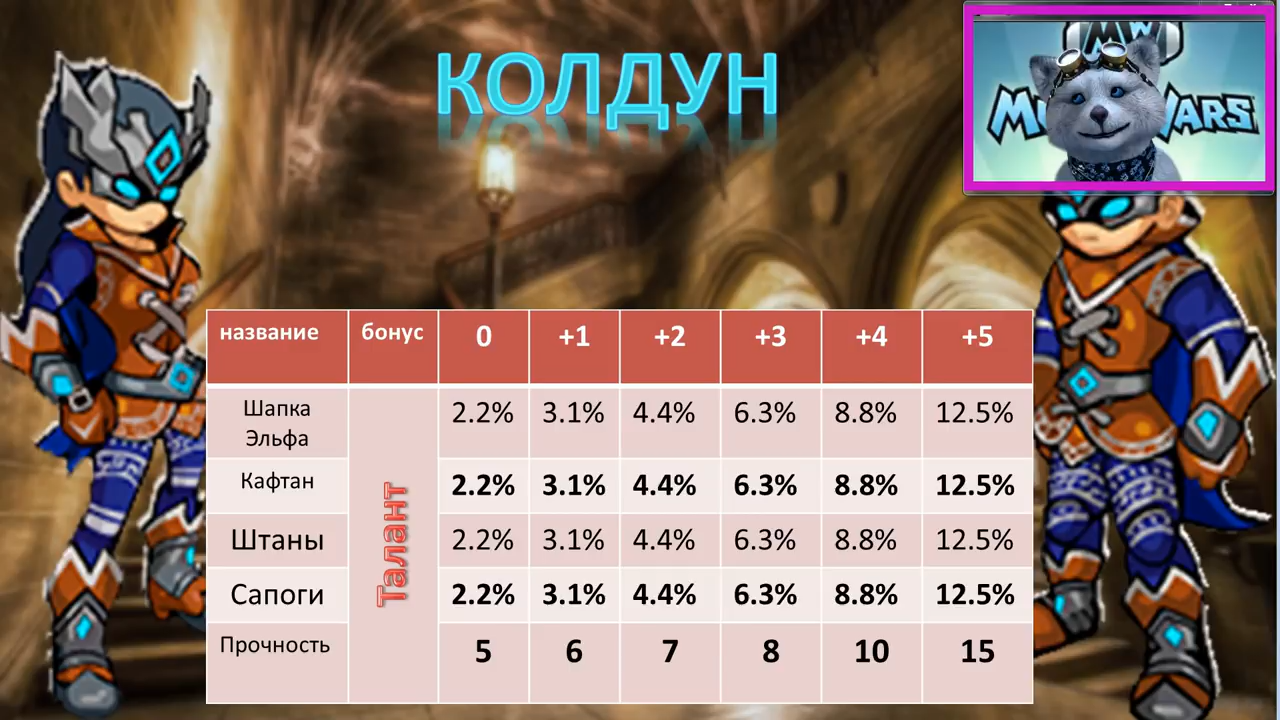 КОЛДУН
MW
WARS
название бонус 0 +1 +2 +3 +4 +5
Шапка
Эльфа
2.2% 3.1% 4.4% 6.3% 8.8% 12.5%
Кафтан 2.2% 3.1% 4.4% 6.3% 8.8% 12.5%
Талант
Штаны 2.2% 3.1% 4.4% 6.3% 8.8% 12.5%
Сапоги 2.2% 3.1% 4.4% 6.3% 8.8% 12.5%
Прочность 5 6 7 8 10 15